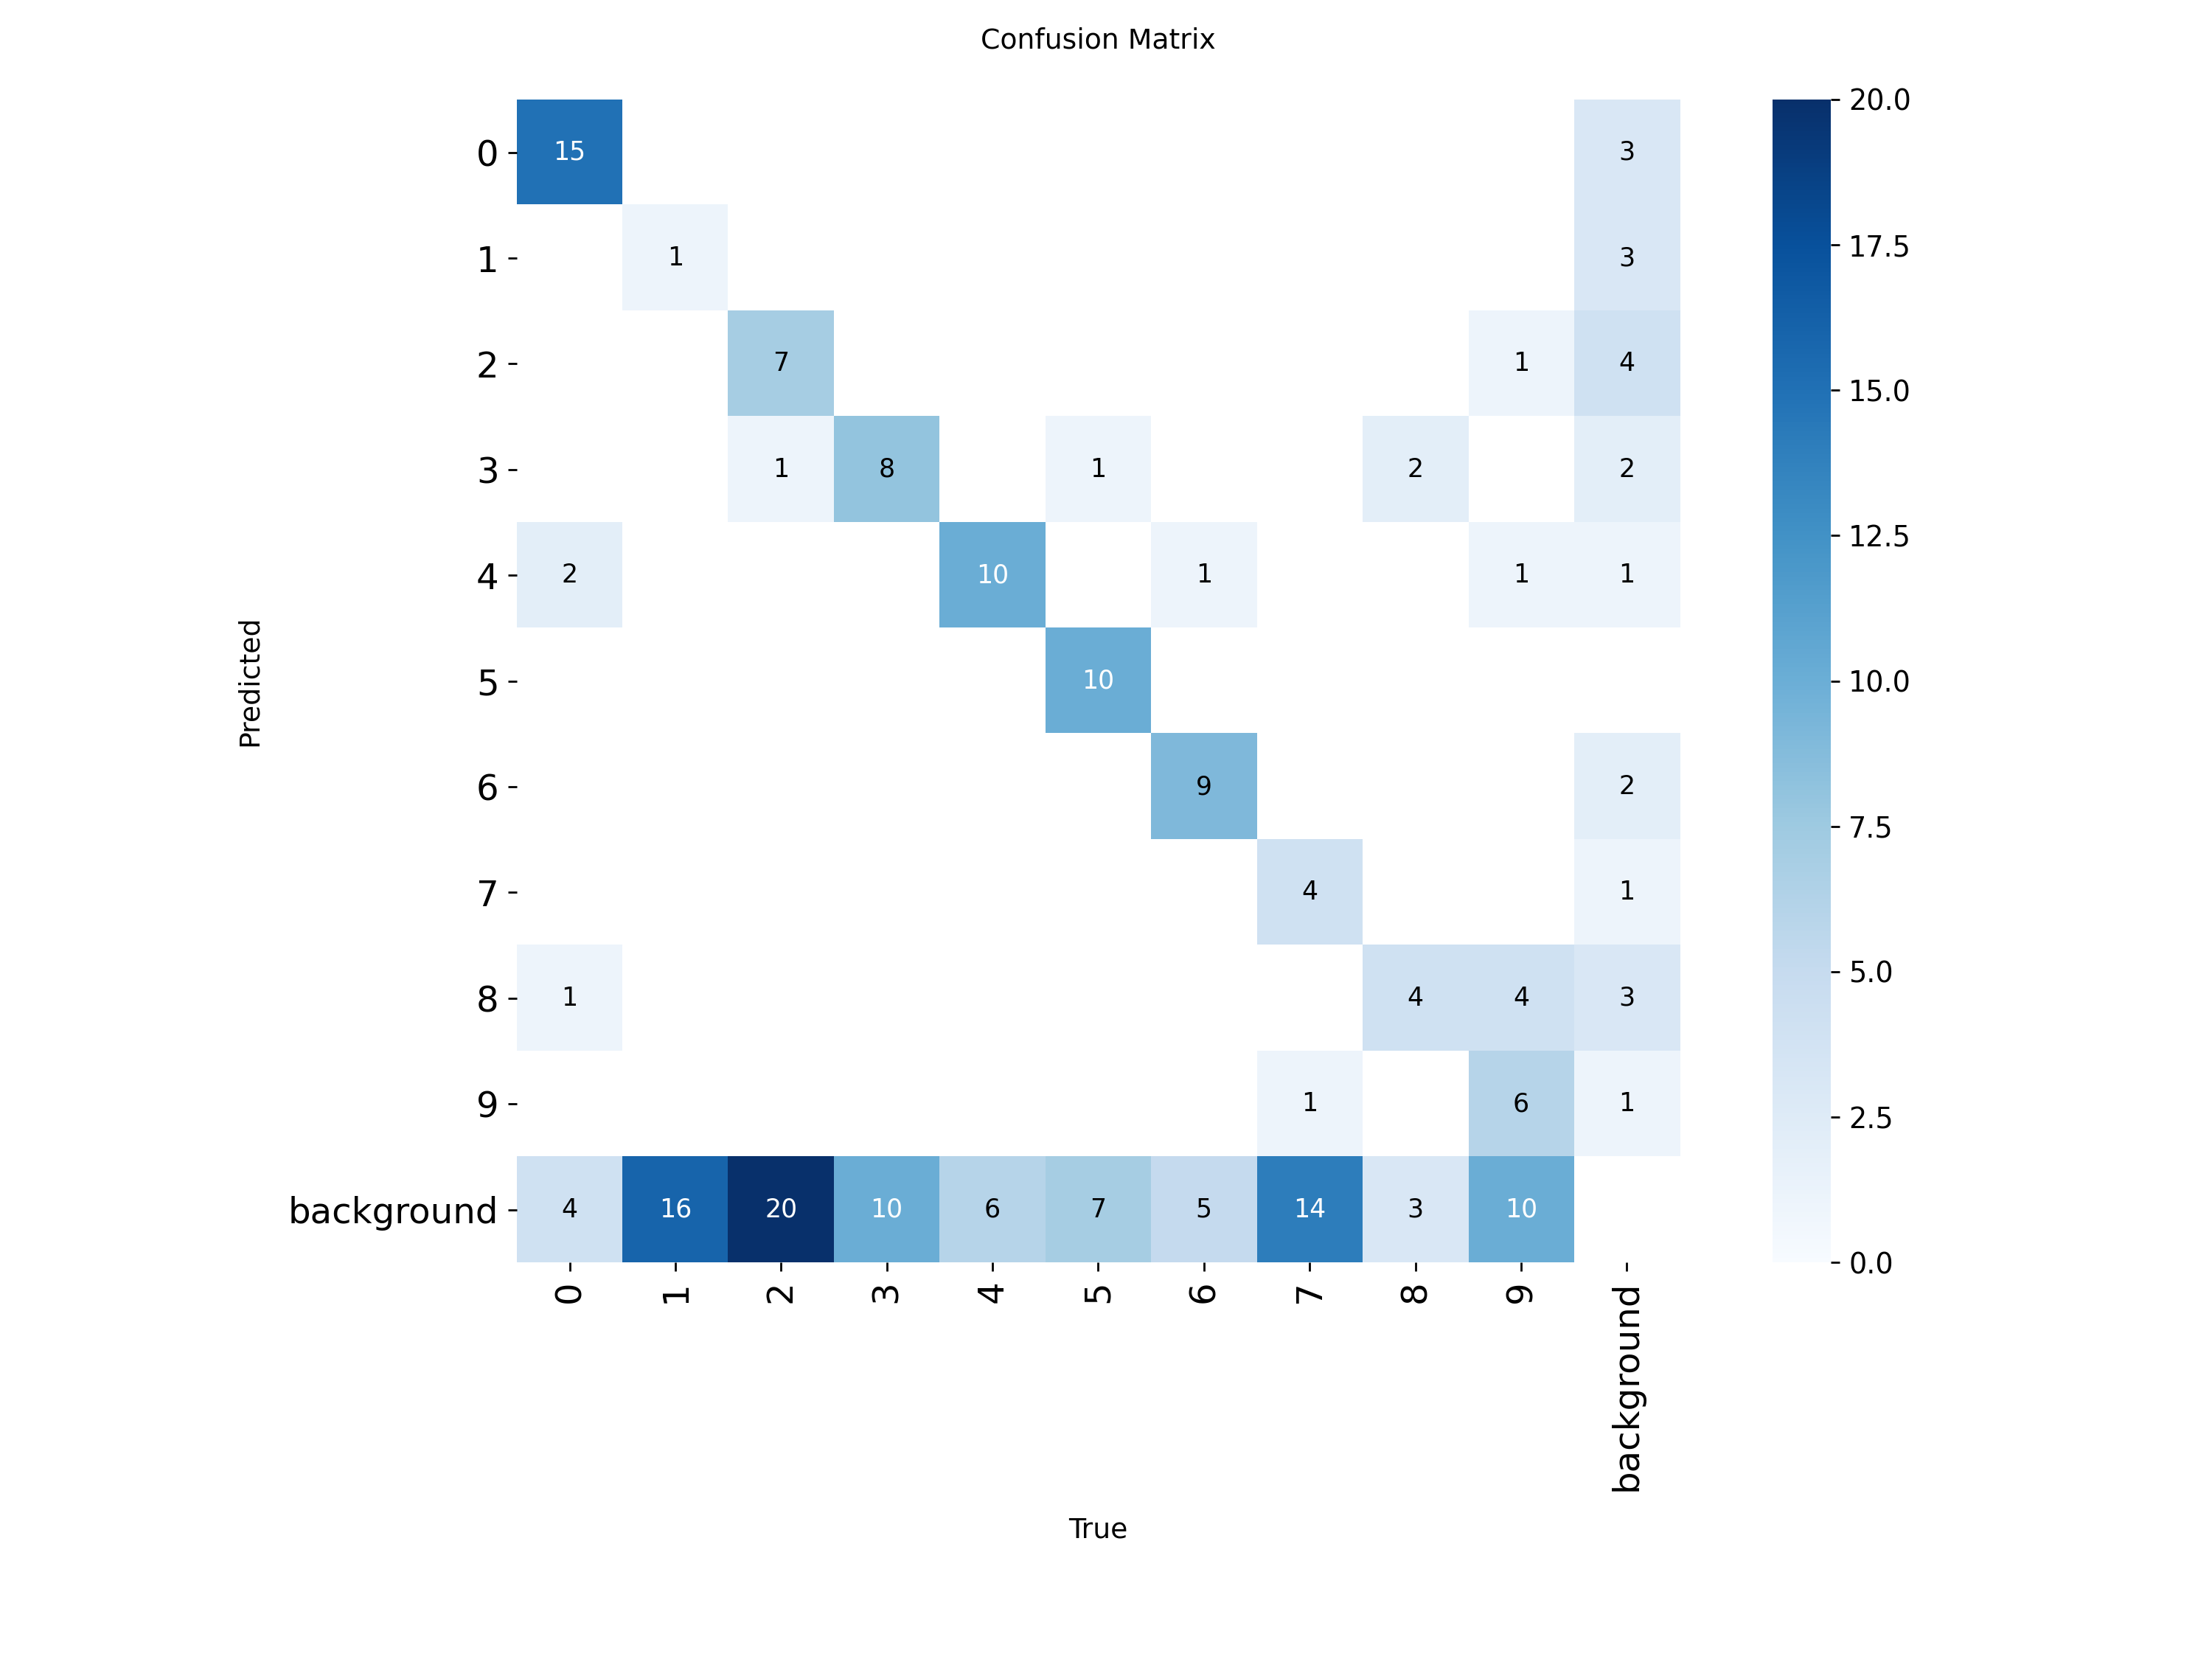 Confusion Matrix
0 15 3
1 1 3
2 7 1 4
3 1 8 1 2 2
4 2 10 1 1 1
5 10
6 9 2
7 4 1
8 1 4 4 3
9 1 6 1
background 4 16 20 10 6 7 5 14 3 10
0 1 2 3 4 5 6 7 8 9 background
True
Predicted
20.0
17.5
15.0
12.5
10.0
7.5
5.0
2.5
0.0